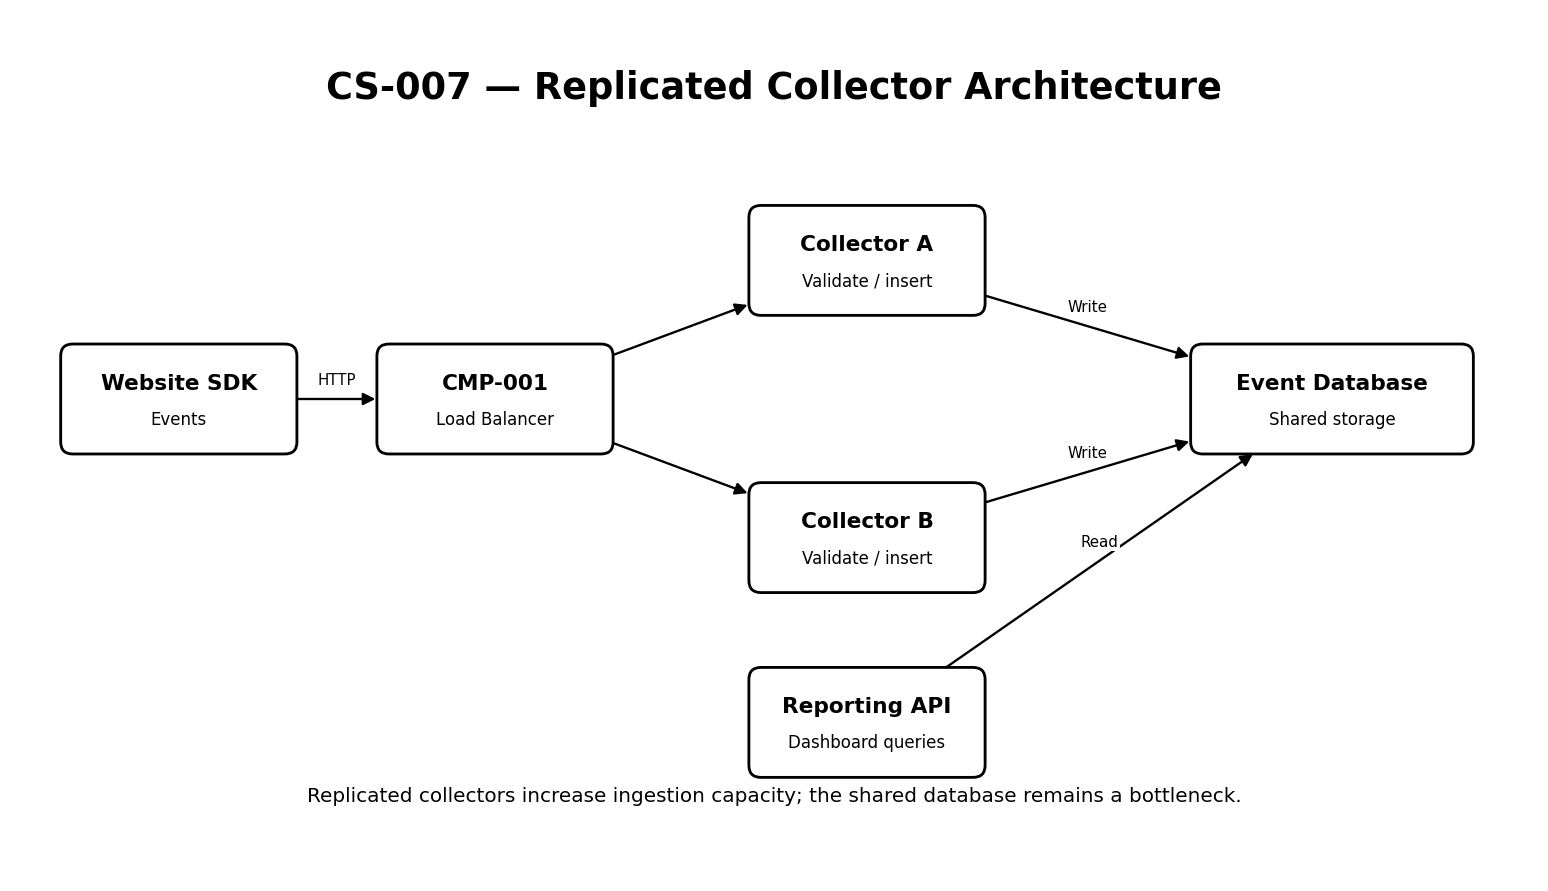 CS-007 — Replicated Collector Architecture
Collector A
Validate / insert
Write
Website SDK
Events
HTTP
CMP-001
Load Balancer
Event Database
Shared storage
Write
Collector B
Validate / insert
Read
Reporting API
Dashboard queries
Replicated collectors increase ingestion capacity; the shared database remains a bottleneck.